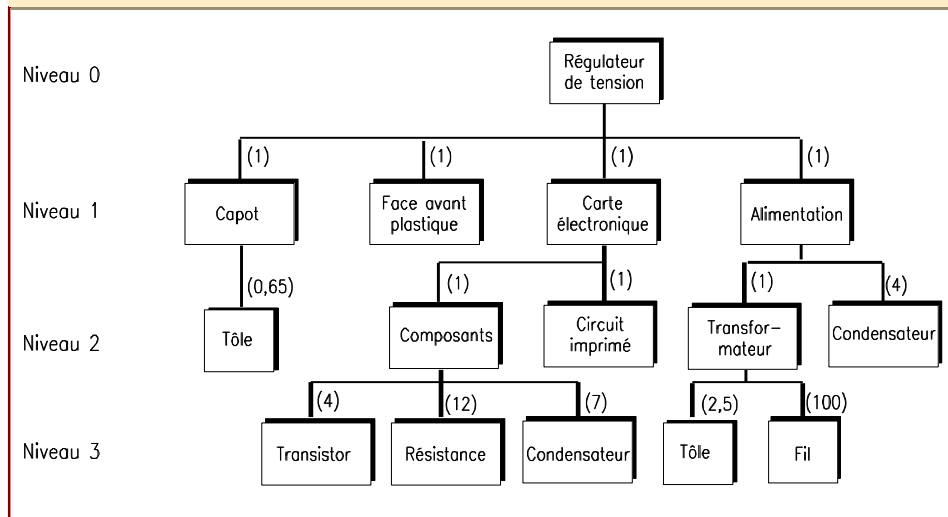 Niveau 0
Régulateur
de tension
(1)
(1)
(1)
(1)
Niveau 1
Capot
Face avant
plastique
Carte
électronique
Alimentation
(0,65)
(1)
(1)
(1)
(4)
Niveau 2
Tôle
Composants
Circuit
imprimé
Transfor-
mateur
Condensateur
(4)
(12)
(7)
(2,5)
(100)
Niveau 3
Transistor
Résistance
Condensateur
Tôle
Fil